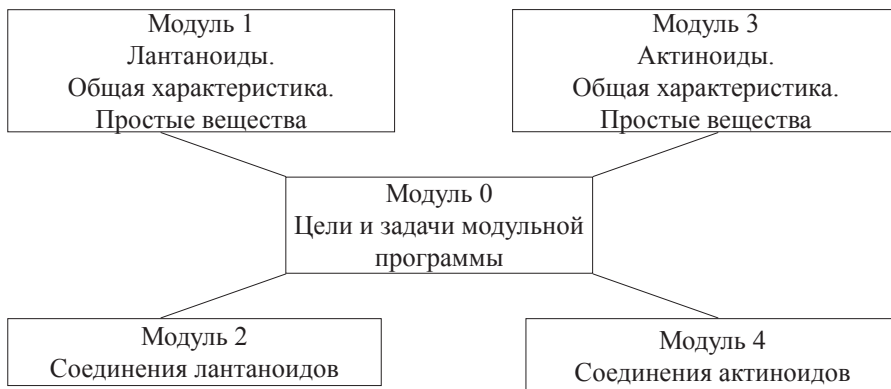 Модуль 1
Лантаноиды.
Общая характеристика.
Простые вещества
Модуль 3
Актиноиды.
Общая характеристика.
Простые вещества
Модуль 0
Цели и задачи модульной
программы
Модуль 2
Соединения лантаноидов
Модуль 4
Соединения актиноидов